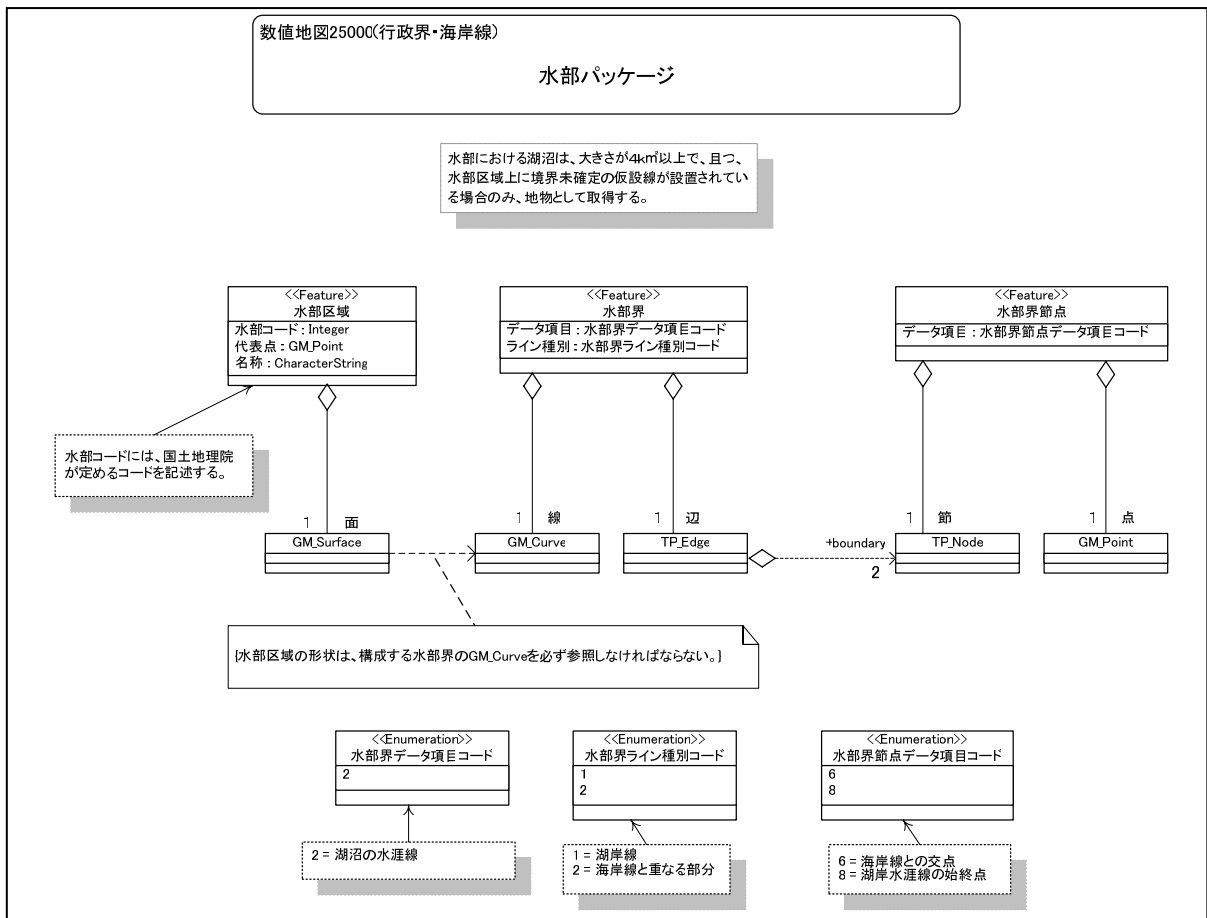 数値地図25000(行政界・海岸線)
水部パッケージ
水部における湖沼は、大きさが4k㎡以上で、且つ、
水部区域上に境界未確定の仮設線が設置されてい
る場合のみ、地物として取得する。
<<Feature>>
水部区域
水部コード : Integer
代表点 : GM_Point
名称 : CharacterString
<<Feature>>
水部界
データ項目 : 水部界データ項目コード
ライン種別 : 水部界ライン種別コード
<<Feature>>
水部界節点
データ項目 : 水部界節点データ項目コード
水部コードには、国土地理院
が定めるコードを記述する。
1 面
GM_Surface
1 線
GM_Curve
1 辺
TP_Edge
+boundary
2
1 節
TP_Node
1 点
GM_Point
{水部区域の形状は、構成する水部界のGM_Curveを必ず参照しなければならない。}
<<Enumeration>>
水部界データ項目コード
2
<<Enumeration>>
水部界ライン種別コード
1
2
<<Enumeration>>
水部界節点データ項目コード
6
8
2 = 湖沼の水涯線
1 = 湖岸線
2 = 海岸線と重なる部分
6 = 海岸線との交点
8 = 湖岸水涯線の始終点